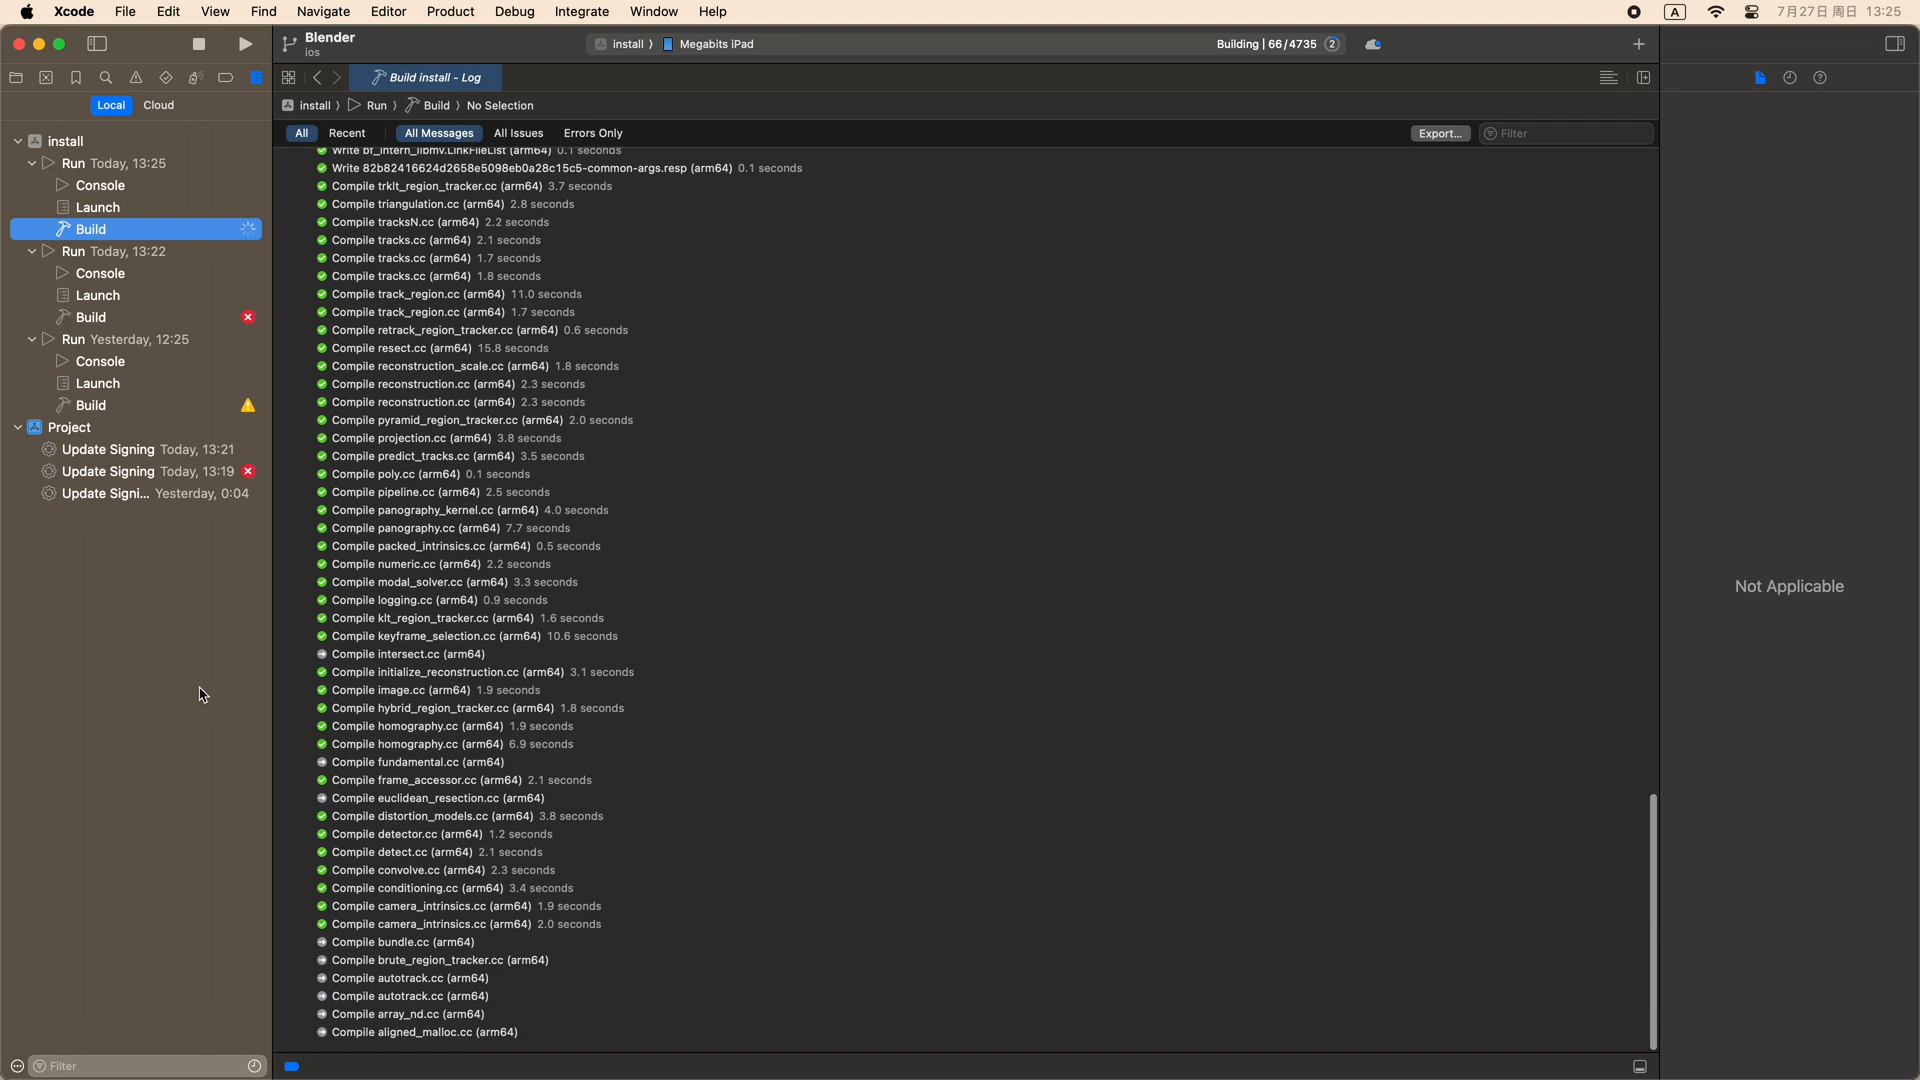 Xcode File Edit View Find Navigate Editor Product Debug Integrate Window Help A 7月27日 周日 13:25
Blender
ios
install 〉 Megabits iPad
Building | 66/4735 2
Build install - Log
Local Cloud
install 〉 Run 〉 Build 〉 No Selection
All Recent All Messages All Issues Errors Only Export... Filter
install
Run Today, 13:25
Console
Launch
Build
Run Today, 13:22
Console
Launch
Build
Run Yesterday, 12:25
Console
Launch
Build
Project
Update Signing Today, 13:21
Update Signing Today, 13:19
Update Signi... Yesterday, 0:04
Filter
Write bf_intern_libmv.LinkFileList (arm64) 0.1 seconds
Write 82b82416624d2658e5098eb0a28c15c5-common-args.resp (arm64) 0.1 seconds
Compile trklt_region_tracker.cc (arm64) 3.7 seconds
Compile triangulation.cc (arm64) 2.8 seconds
Compile tracksN.cc (arm64) 2.2 seconds
Compile tracks.cc (arm64) 2.1 seconds
Compile tracks.cc (arm64) 1.7 seconds
Compile tracks.cc (arm64) 1.8 seconds
Compile track_region.cc (arm64) 11.0 seconds
Compile track_region.cc (arm64) 1.7 seconds
Compile retrack_region_tracker.cc (arm64) 0.6 seconds
Compile resect.cc (arm64) 15.8 seconds
Compile reconstruction_scale.cc (arm64) 1.8 seconds
Compile reconstruction.cc (arm64) 2.3 seconds
Compile reconstruction.cc (arm64) 2.3 seconds
Compile pyramid_region_tracker.cc (arm64) 2.0 seconds
Compile projection.cc (arm64) 3.8 seconds
Compile predict_tracks.cc (arm64) 3.5 seconds
Compile poly.cc (arm64) 0.1 seconds
Compile pipeline.cc (arm64) 2.5 seconds
Compile panography_kernel.cc (arm64) 4.0 seconds
Compile panography.cc (arm64) 7.7 seconds
Compile packed_intrinsics.cc (arm64) 0.5 seconds
Compile numeric.cc (arm64) 2.2 seconds
Compile modal_solver.cc (arm64) 3.3 seconds
Compile logging.cc (arm64) 0.9 seconds
Compile klt_region_tracker.cc (arm64) 1.6 seconds
Compile keyframe_selection.cc (arm64) 10.6 seconds
Compile intersect.cc (arm64)
Compile initialize_reconstruction.cc (arm64) 3.1 seconds
Compile image.cc (arm64) 1.9 seconds
Compile hybrid_region_tracker.cc (arm64) 1.8 seconds
Compile homography.cc (arm64) 1.9 seconds
Compile homography.cc (arm64) 6.9 seconds
Compile fundamental.cc (arm64)
Compile frame_accessor.cc (arm64) 2.1 seconds
Compile euclidean_resection.cc (arm64)
Compile distortion_models.cc (arm64) 3.8 seconds
Compile detector.cc (arm64) 1.2 seconds
Compile detect.cc (arm64) 2.1 seconds
Compile convolve.cc (arm64) 2.3 seconds
Compile conditioning.cc (arm64) 3.4 seconds
Compile camera_intrinsics.cc (arm64) 1.9 seconds
Compile camera_intrinsics.cc (arm64) 2.0 seconds
Compile bundle.cc (arm64)
Compile brute_region_tracker.cc (arm64)
Compile autotrack.cc (arm64)
Compile autotrack.cc (arm64)
Compile array_nd.cc (arm64)
Compile aligned_malloc.cc (arm64)
Not Applicable